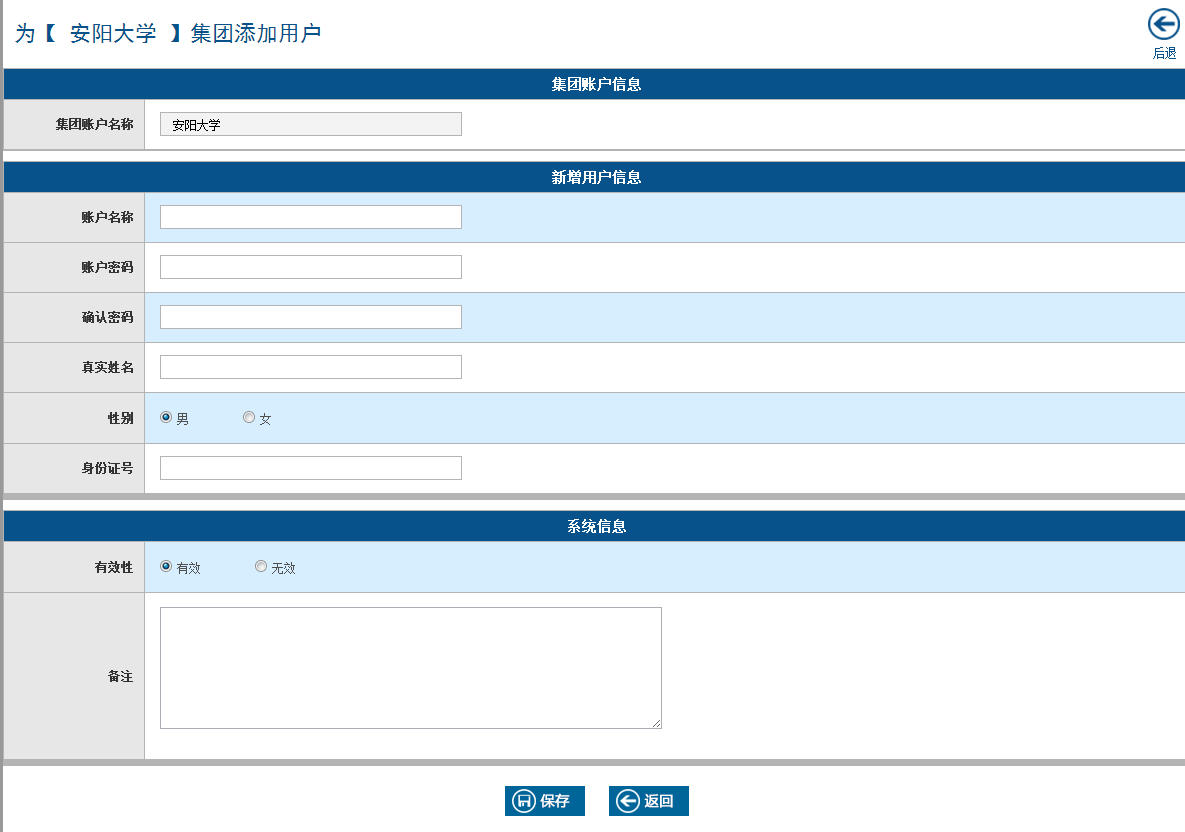 为【 安阳大学 】集团添加用户
后退
集团账户信息
集团账户名称 安阳大学
新增用户信息
账户名称
账户密码
确认密码
真实姓名
性别 男 女
身份证号
系统信息
有效性 有效 无效
备注
保存 返回